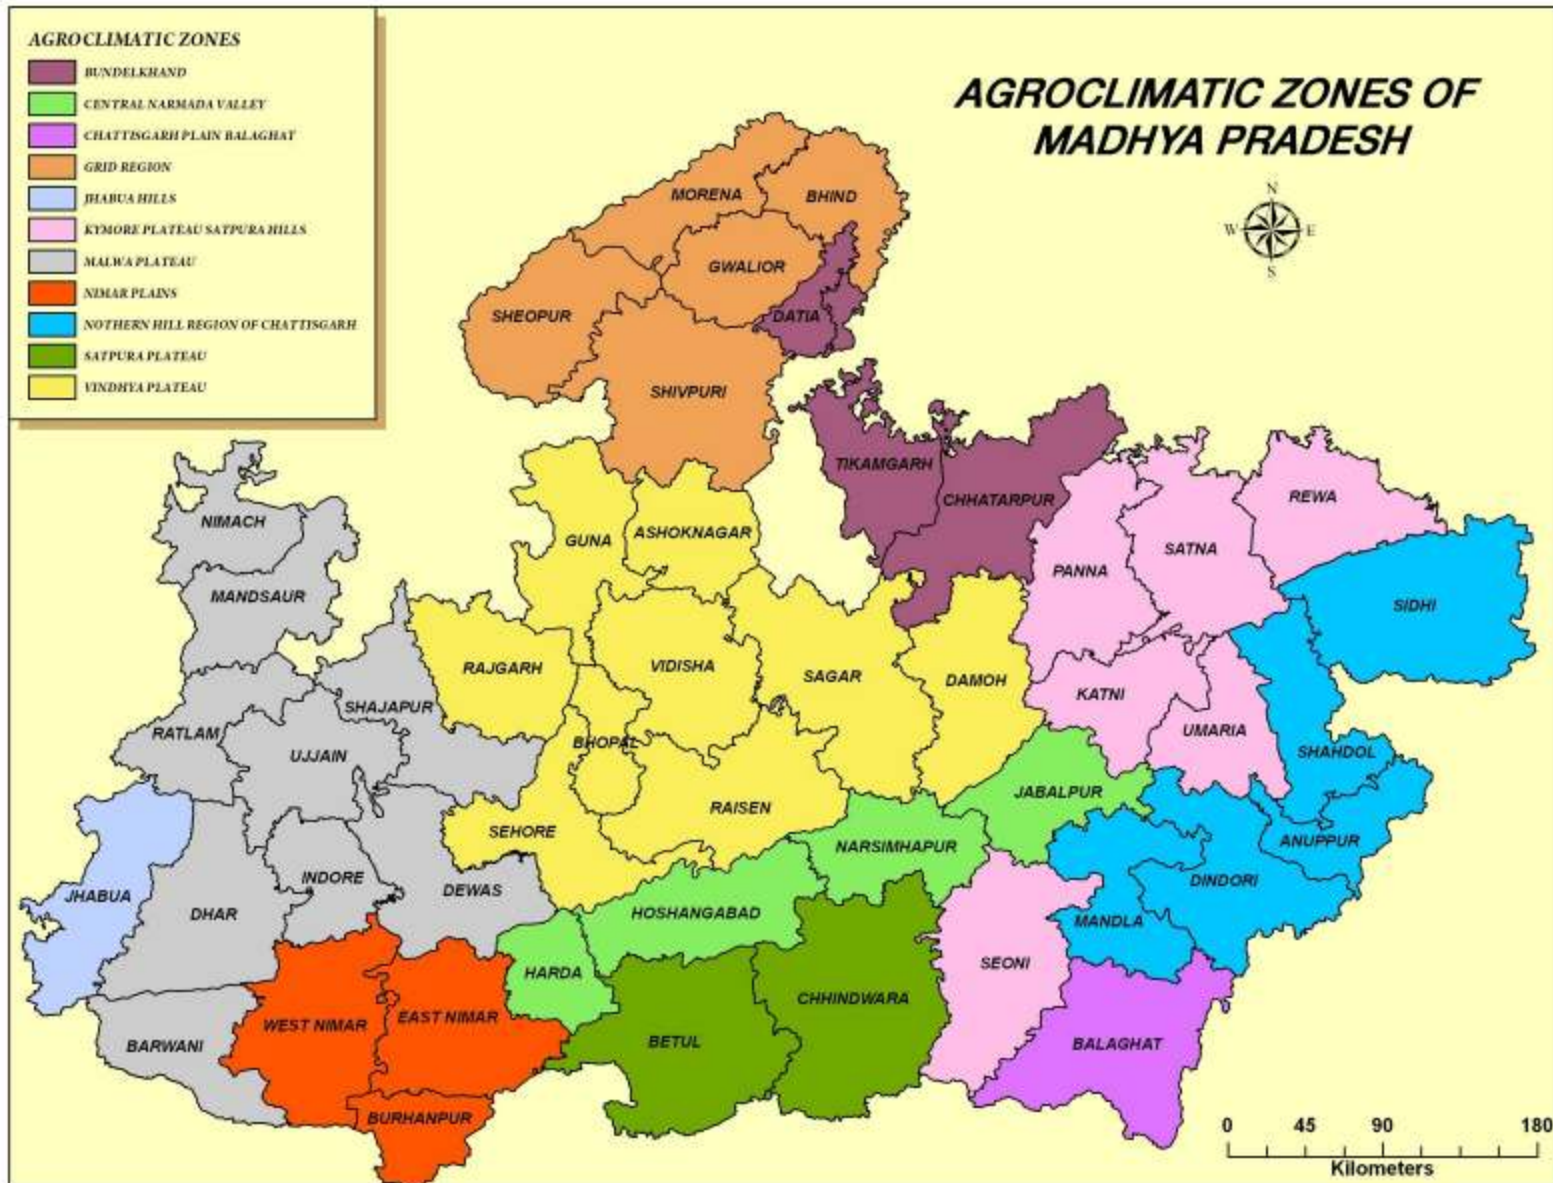 AGROCLIMATIC ZONES
BUNDELKHAND
CENTRAL NARMADA VALLEY
CHATTISGARH PLAIN BALAGHAT
GRID REGION
JHABUA HILLS
KYMORE PLATEAU SATPURA HILLS
MALWA PLATEAU
NIMAR PLAINS
NOTHERN HILL REGION OF CHATTISGARH
SATPURA PLATEAU
VINDHYA PLATEAU
AGROCLIMATIC ZONES OF
MADHYA PRADESH
N
W
E
S
MORENA
BHIND
GWALIOR
SHEOPUR
DATIA
SHIVPURI
TIKAMGARH
CHHATARPUR
REWA
NIMACH
GUNA
ASHOKNAGAR
SATNA
PANNA
MANDSAUR
SIDHI
RAJGARH
VIDISHA
SAGAR
DAMOH
KATNI
SHAJAPUR
RATLAM
UMARIA
UJJAIN
BHOPAL
SHAHDOL
JABALPUR
RAISEN
SEHORE
NARSIMHAPUR
ANUPPUR
INDORE
DEWAS
DINDORI
JHABUA
DHAR
HOSHANGABAD
MANDLA
HARDA
SEONI
CHHINDWARA
WEST NIMAR
EAST NIMAR
BETUL
BARWANI
BALAGHAT
BURHANPUR
0 45 90 180
Kilometers